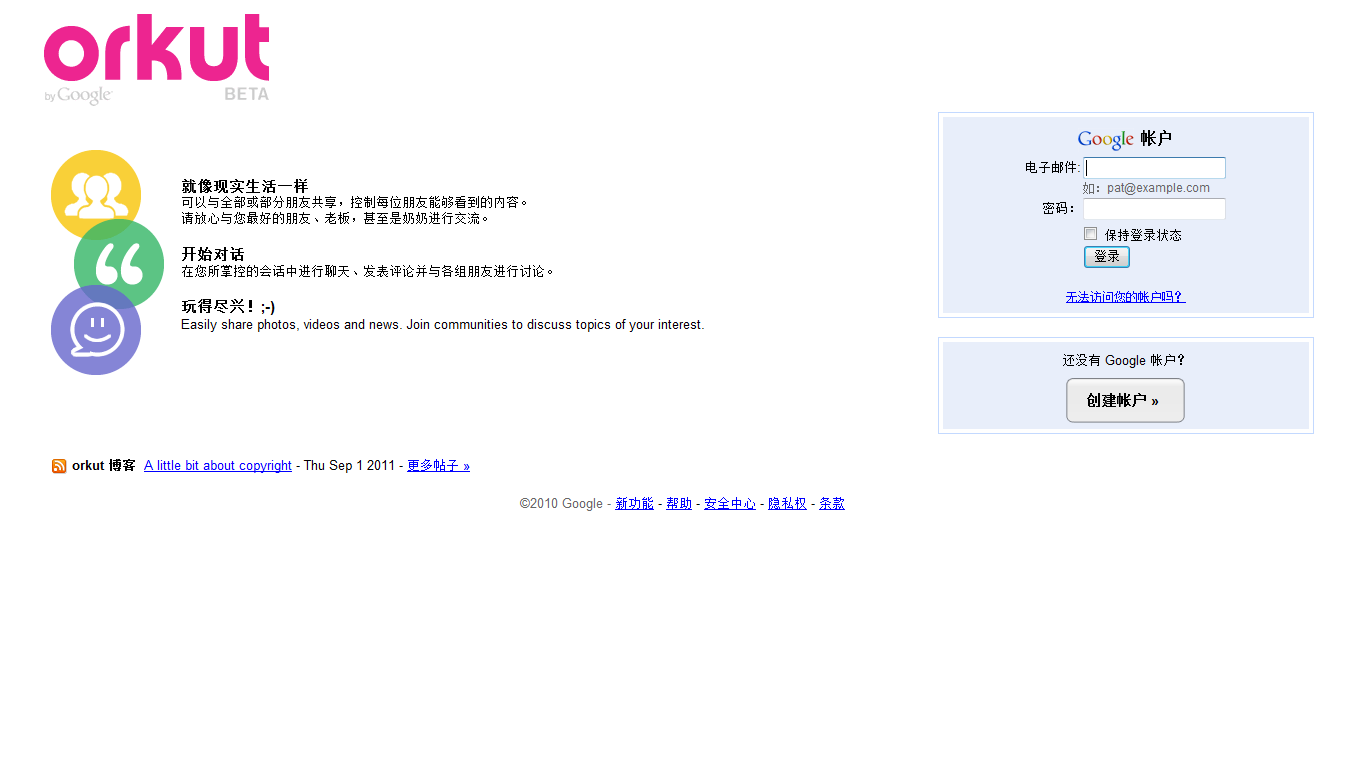 orkut
by Google BETA
就像现实生活一样
可以与全部或部分朋友共享，控制每位朋友能够看到的内容。
请放心与您最好的朋友、老板，甚至是奶奶进行交流。
开始对话
在您所掌控的会话中进行聊天、发表评论并与各组朋友进行讨论。
玩得尽兴！;-)
Easily share photos, videos and news. Join communities to discuss topics of your interest.
Google 帐户
电子邮件:
如：pat@example.com
密码：
保持登录状态
登录
无法访问您的帐户吗？
还没有 Google 帐户？
创建帐户 »
orkut 博客 A little bit about copyright - Thu Sep 1 2011 - 更多帖子 »
©2010 Google - 新功能 - 帮助 - 安全中心 - 隐私权 - 条款